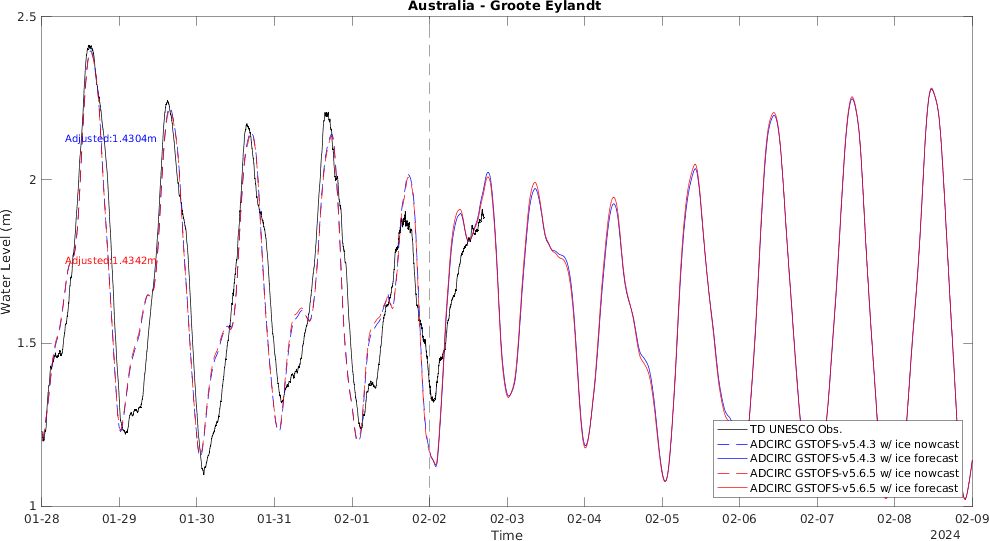 Australia - Groote Eylandt
2.5
2
1.5
1
Water Level (m)
Adjusted:1.4304m
Adjusted:1.4342m
TD UNESCO Obs.
ADCIRC GSTOFS-v5.4.3 w/ ice nowcast
ADCIRC GSTOFS-v5.4.3 w/ ice forecast
ADCIRC GSTOFS-v5.6.5 w/ ice nowcast
ADCIRC GSTOFS-v5.6.5 w/ ice forecast
01-28 01-29 01-30 01-31 02-01 02-02 02-03 02-04 02-05 02-06 02-07 02-08 02-09
Time
2024